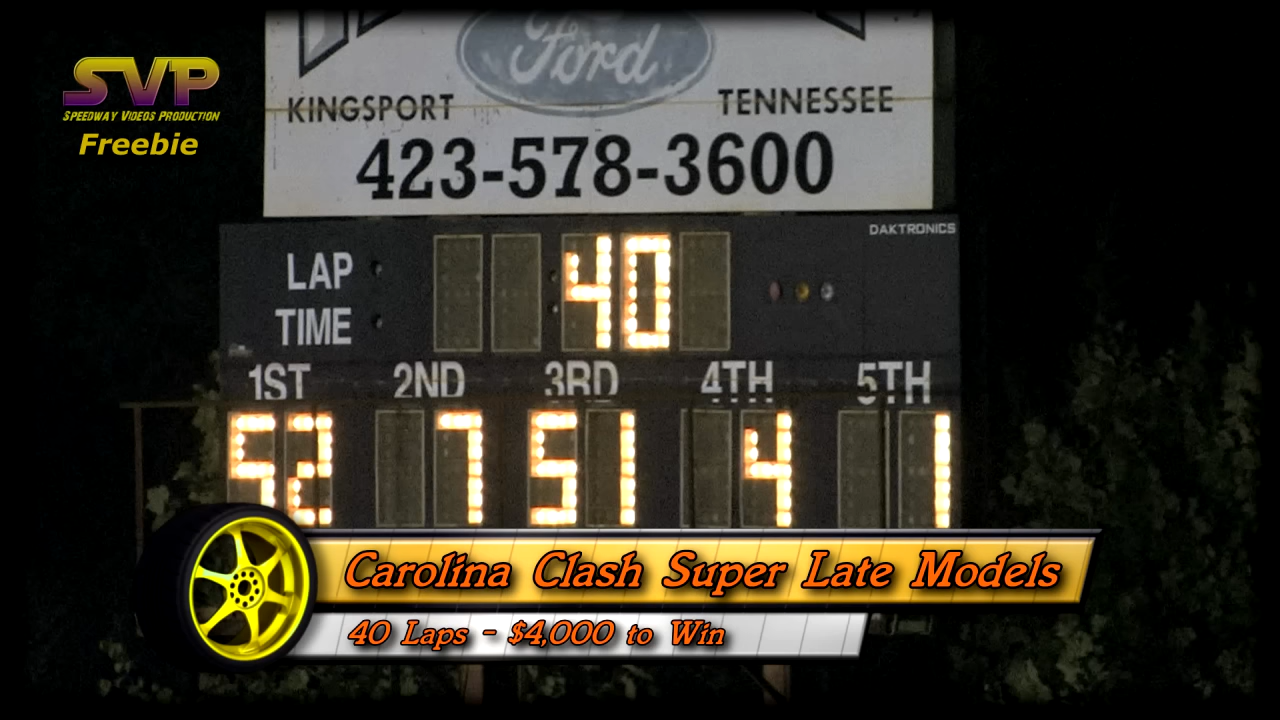 Ford
KINGSPORT TENNESSEE
423-578-3600
SVP
SPEEDWAY VIDEOS PRODUCTION
Freebie
DAKTRONICS
LAP
TIME
40
1ST 2ND 3RD 4TH 5TH
52 7 51 4 1
Carolina Clash Super Late Models
40 Laps - $4,000 to Win